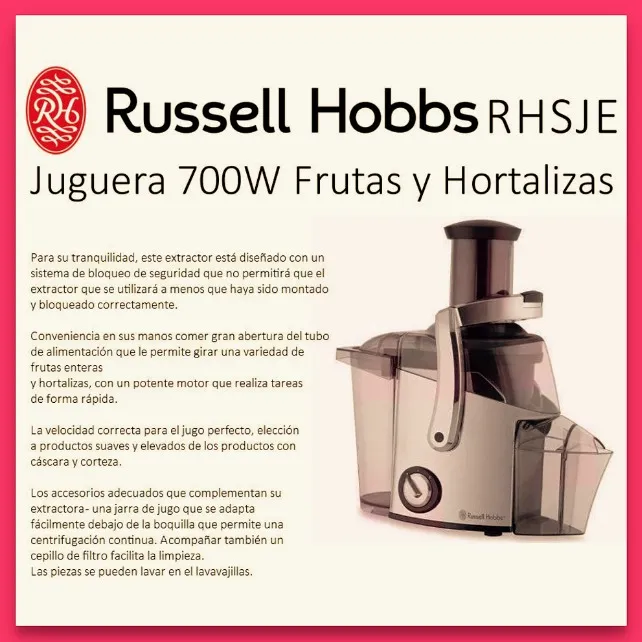 RH
Russell Hobbs RHSJE
Juguera 700W Frutas y Hortalizas
Para su tranquilidad, este extractor está diseñado con un
sistema de bloqueo de seguridad que no permitirá que el
extractor que se utilizará a menos que haya sido montado
y bloqueado correctamente.
Conveniencia en sus manos comer gran abertura del tubo
de alimentación que le permite girar una variedad de
frutas enteras
y hortalizas, con un potente motor que realiza tareas
de forma rápida.
La velocidad correcta para el jugo perfecto, elección
a productos suaves y elevados de los productos con
cáscara y corteza.
Los accesorios adecuados que complementan su
extractora- una jarra de jugo que se adapta
fácilmente debajo de la boquilla que permite una
centrifugación continua. Acompañar también un
cepillo de filtro facilita la limpieza.
Las piezas se pueden lavar en el lavavajillas.
Russell Hobbs